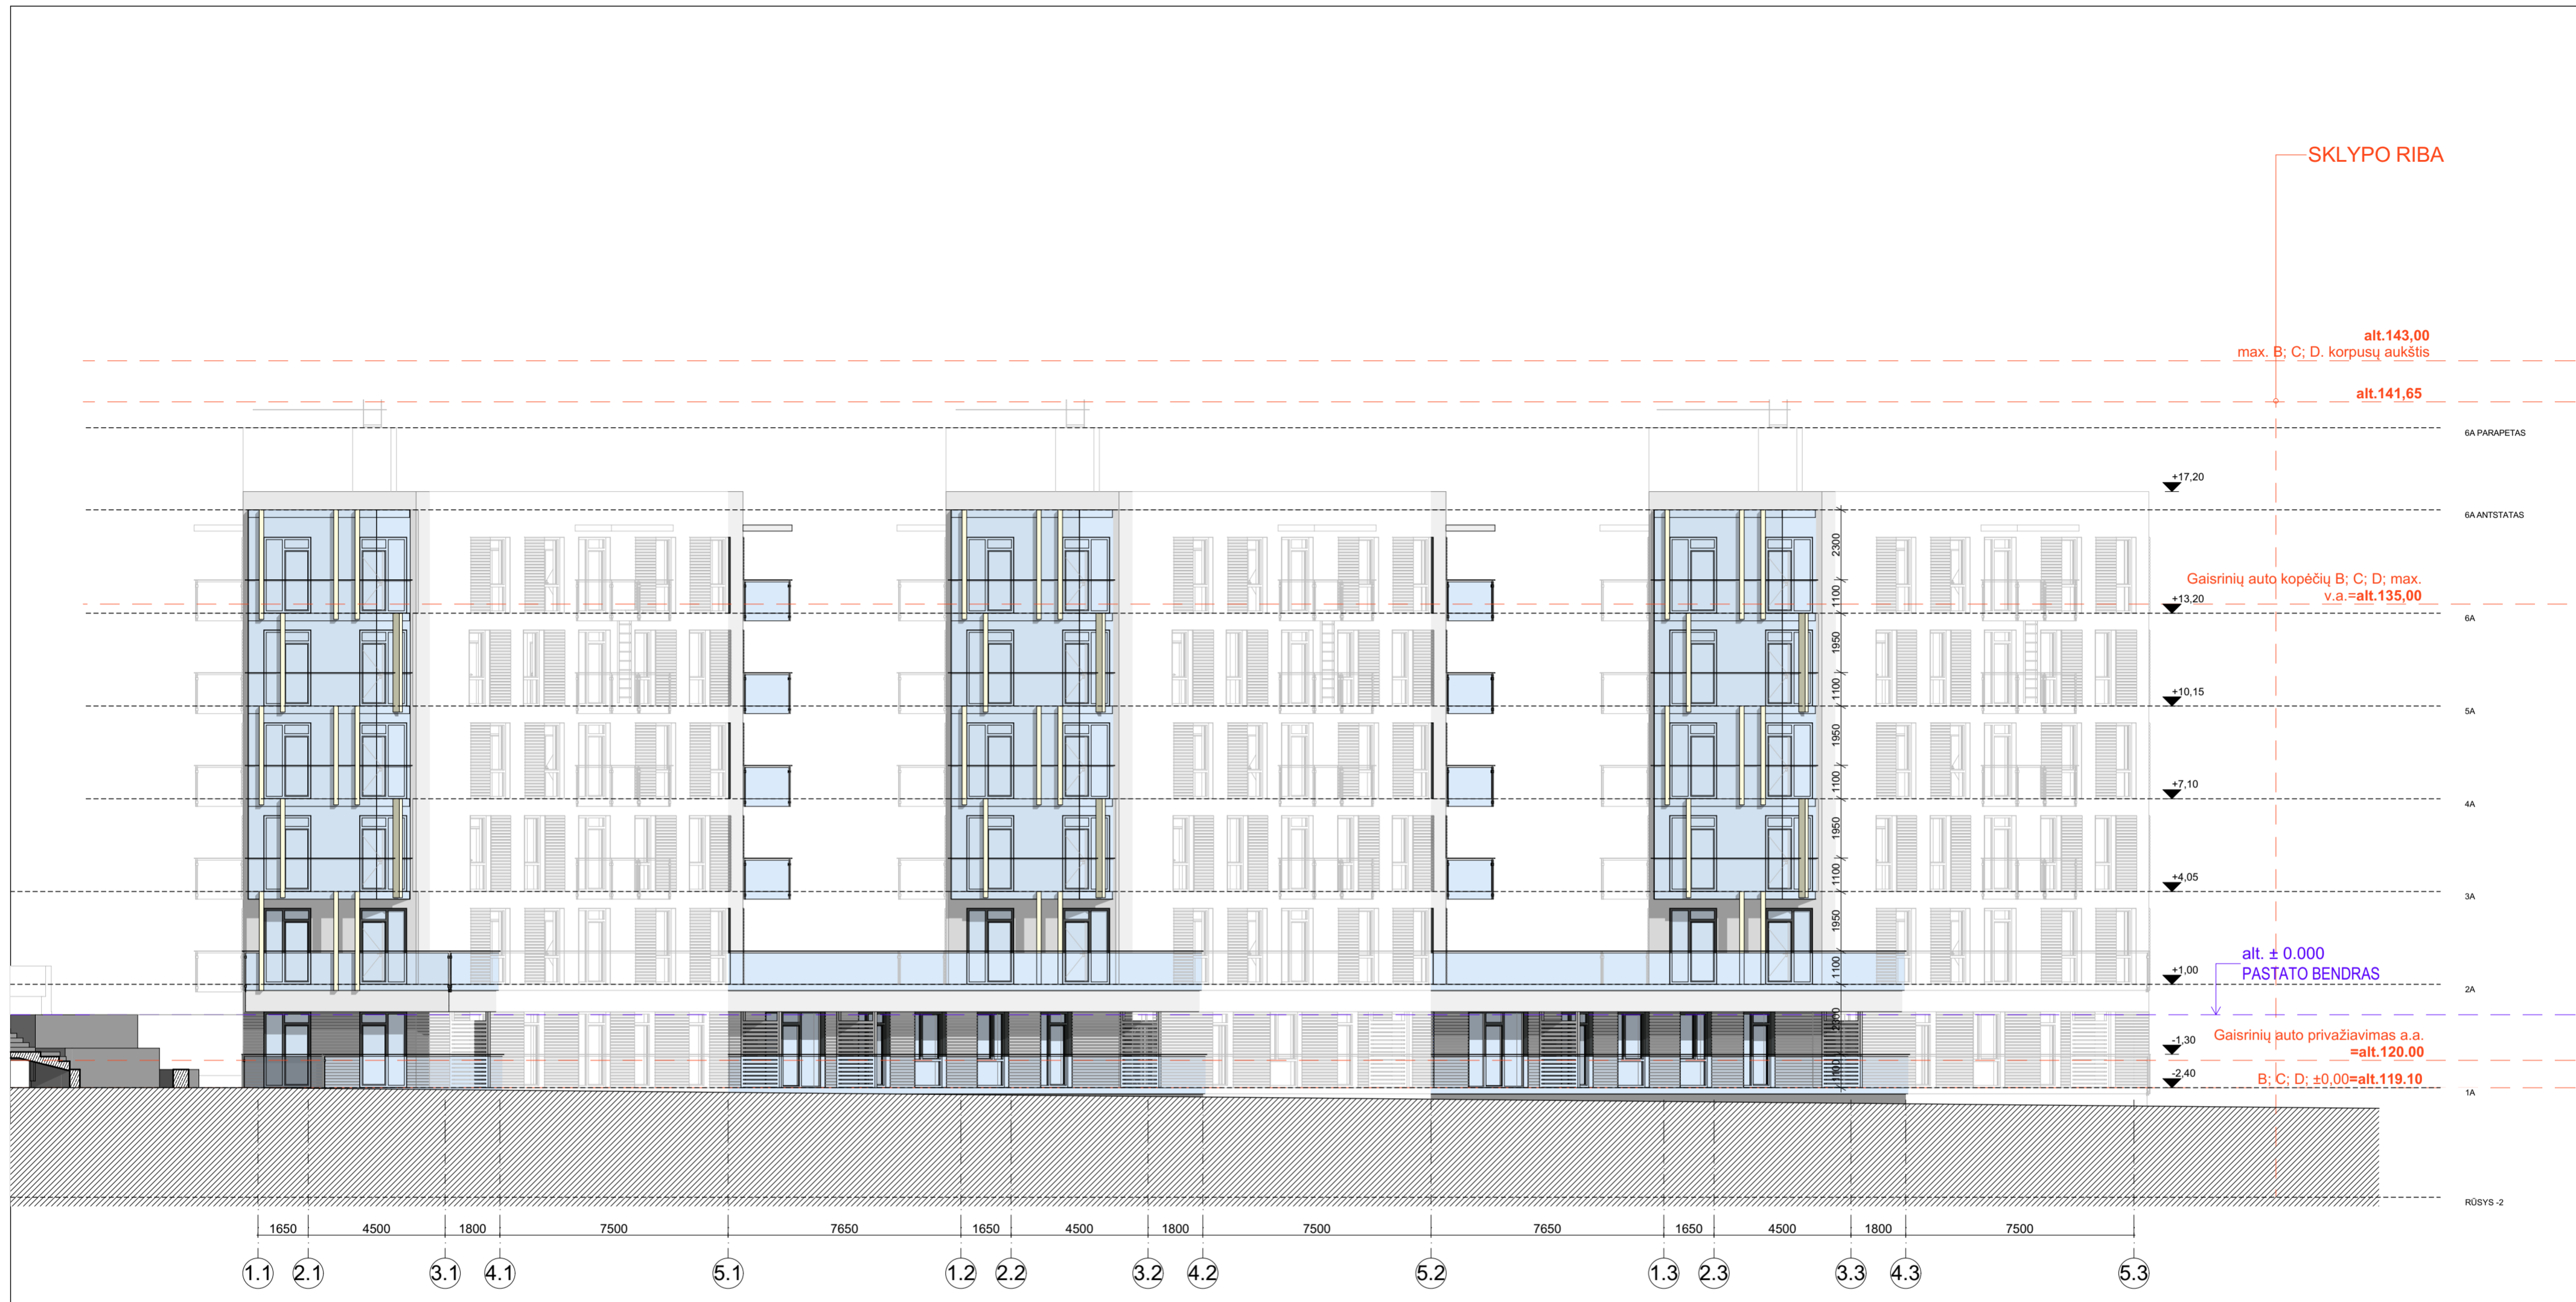 SKLYPO RIBA
alt.143,00
max. B; C; D. korpusų aukštis
alt.141,65
6A PARAPETAS
+17,20
6A ANTSTATAS
2300
Gaisrinių auto kopėčių B; C; D; max.
v.a.=alt.135,00
1100
+13,20
6A
1950
1100
+10,15
5A
1950
1100
+7,10
4A
1950
1100
+4,05
3A
1950
alt. ± 0.000
PASTATO BENDRAS
1100
+1,00
2A
2300
Gaisrinių auto privažiavimas a.a.
=alt.120.00
-1,30
1100
-2,40
B; C; D; ±0,00=alt.119.10
1A
RŪSYS -2
1650 4500 1800 7500 7650 1650 4500 1800 7500 7650 1650 4500 1800 7500
1.1 2.1 3.1 4.1 5.1 1.2 2.2 3.2 4.2 5.2 1.3 2.3 3.3 4.3 5.3